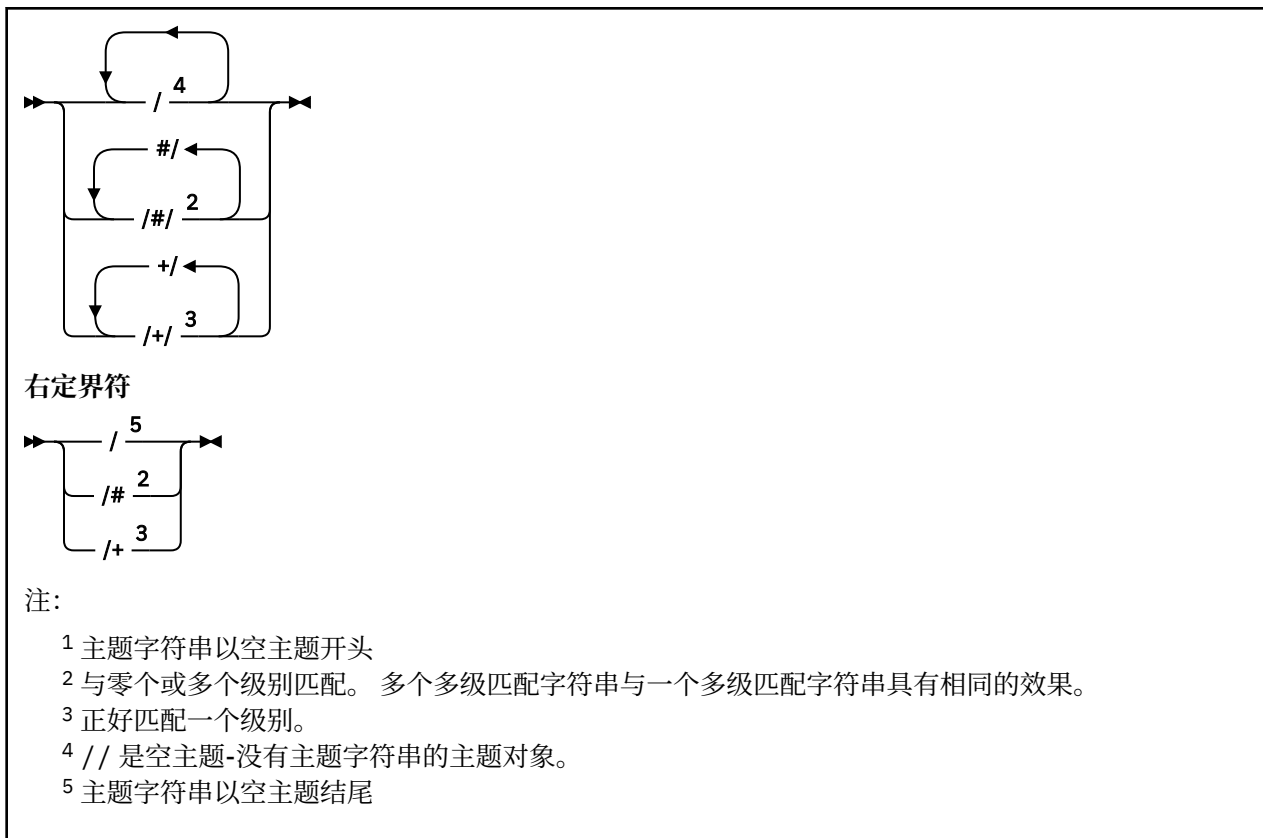 / 4
#/
/#/ 2
+/
/+/ 3
右定界符
/ 5
/# 2
/+ 3
注：
1 主题字符串以空主题开头
2 与零个或多个级别匹配。 多个多级匹配字符串与一个多级匹配字符串具有相同的效果。
3 正好匹配一个级别。
4 // 是空主题-没有主题字符串的主题对象。
5 主题字符串以空主题结尾